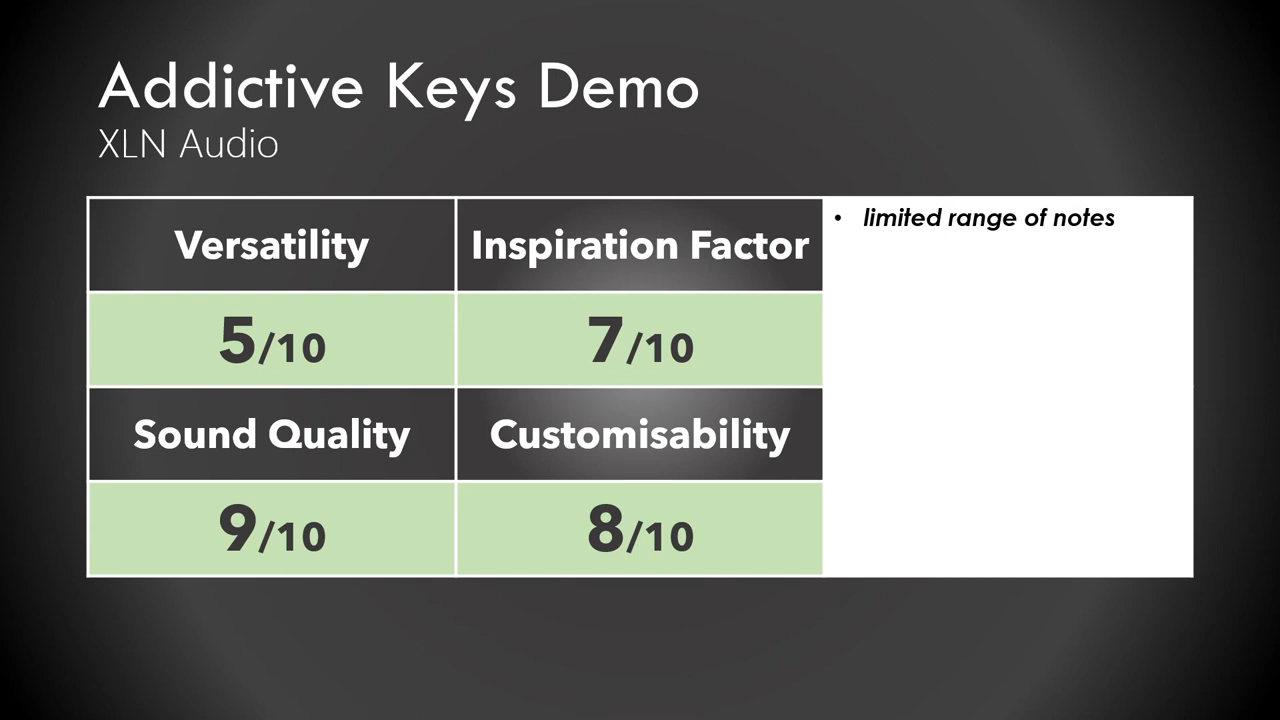 Addictive Keys Demo
XLN Audio
Versatility
Inspiration Factor
• limited range of notes
5/10
7/10
Sound Quality
Customisability
9/10
8/10